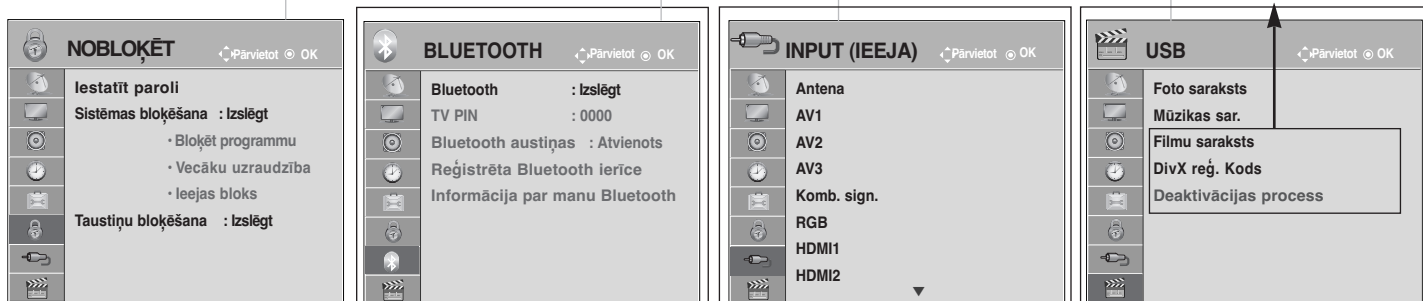 NOBLOĶĒT Pārvietot OK
Iestatīt paroli
Sistēmas bloķēšana : Izslēgt
• Bloķēt programmu
• Vecāku uzraudzība
• Ieejas bloks
Taustiņu bloķēšana : Izslēgt
BLUETOOTH Pārvietot OK
Bluetooth : Izslēgt
TV PIN : 0000
Bluetooth austiņas : Atvienots
Reģistrēta Bluetooth ierīce
Informācija par manu Bluetooth
INPUT (IEEJA) Pārvietot OK
Antena
AV1
AV2
AV3
Komb. sign.
RGB
HDMI1
HDMI2
USB Pārvietot OK
Foto saraksts
Mūzikas sar.
Filmu saraksts
DivX reģ. Kods
Deaktivācijas process